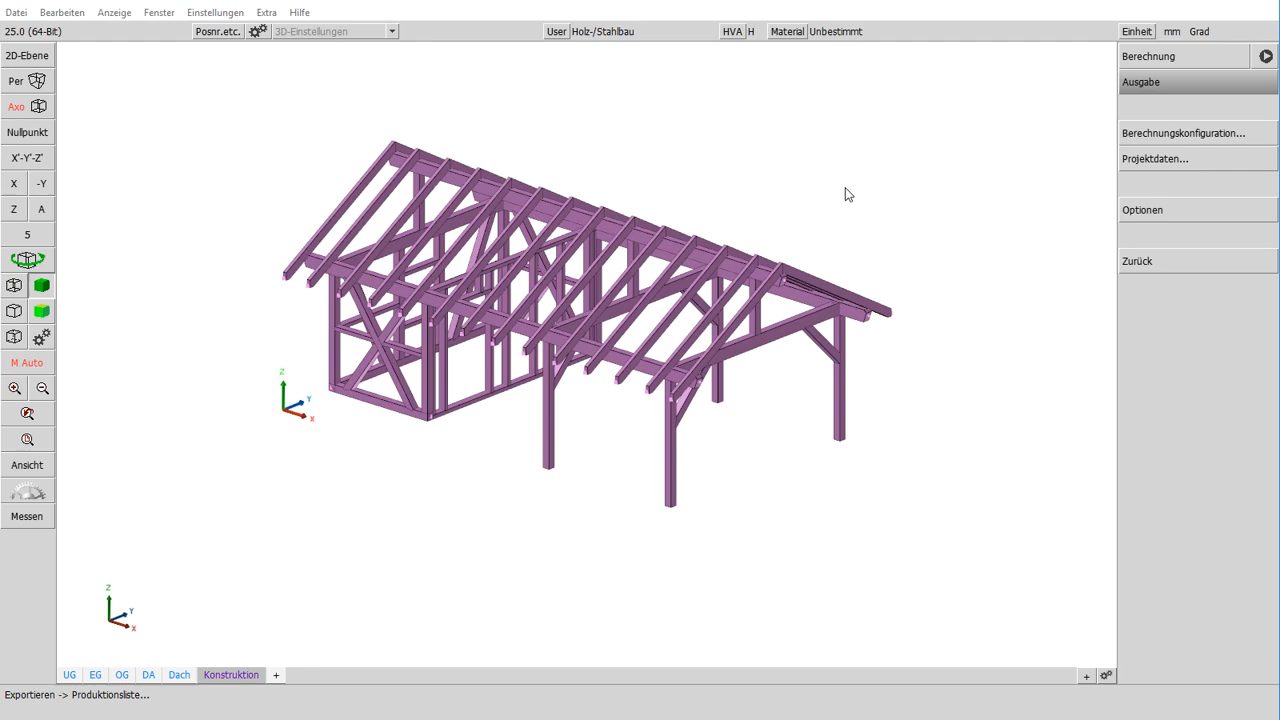 Datei Bearbeiten Anzeige Fenster Einstellungen Extra Hilfe
25.0 (64-Bit) Posnr.etc. 3D-Einstellungen User Holz-/Stahlbau HVA H Material Unbestimmt Einheit mm Grad
2D-Ebene
Per
Axo
Nullpunkt
X'-Y'-Z'
X -Y
Z A
5
M Auto
Ansicht
Messen
Z
Y
X
Z
Y
X
Berechnung
Ausgabe
Berechnungskonfiguration...
Projektdaten...
Optionen
Zurück
UG EG OG DA Dach Konstruktion + +
Exportieren -> Produktionsliste...